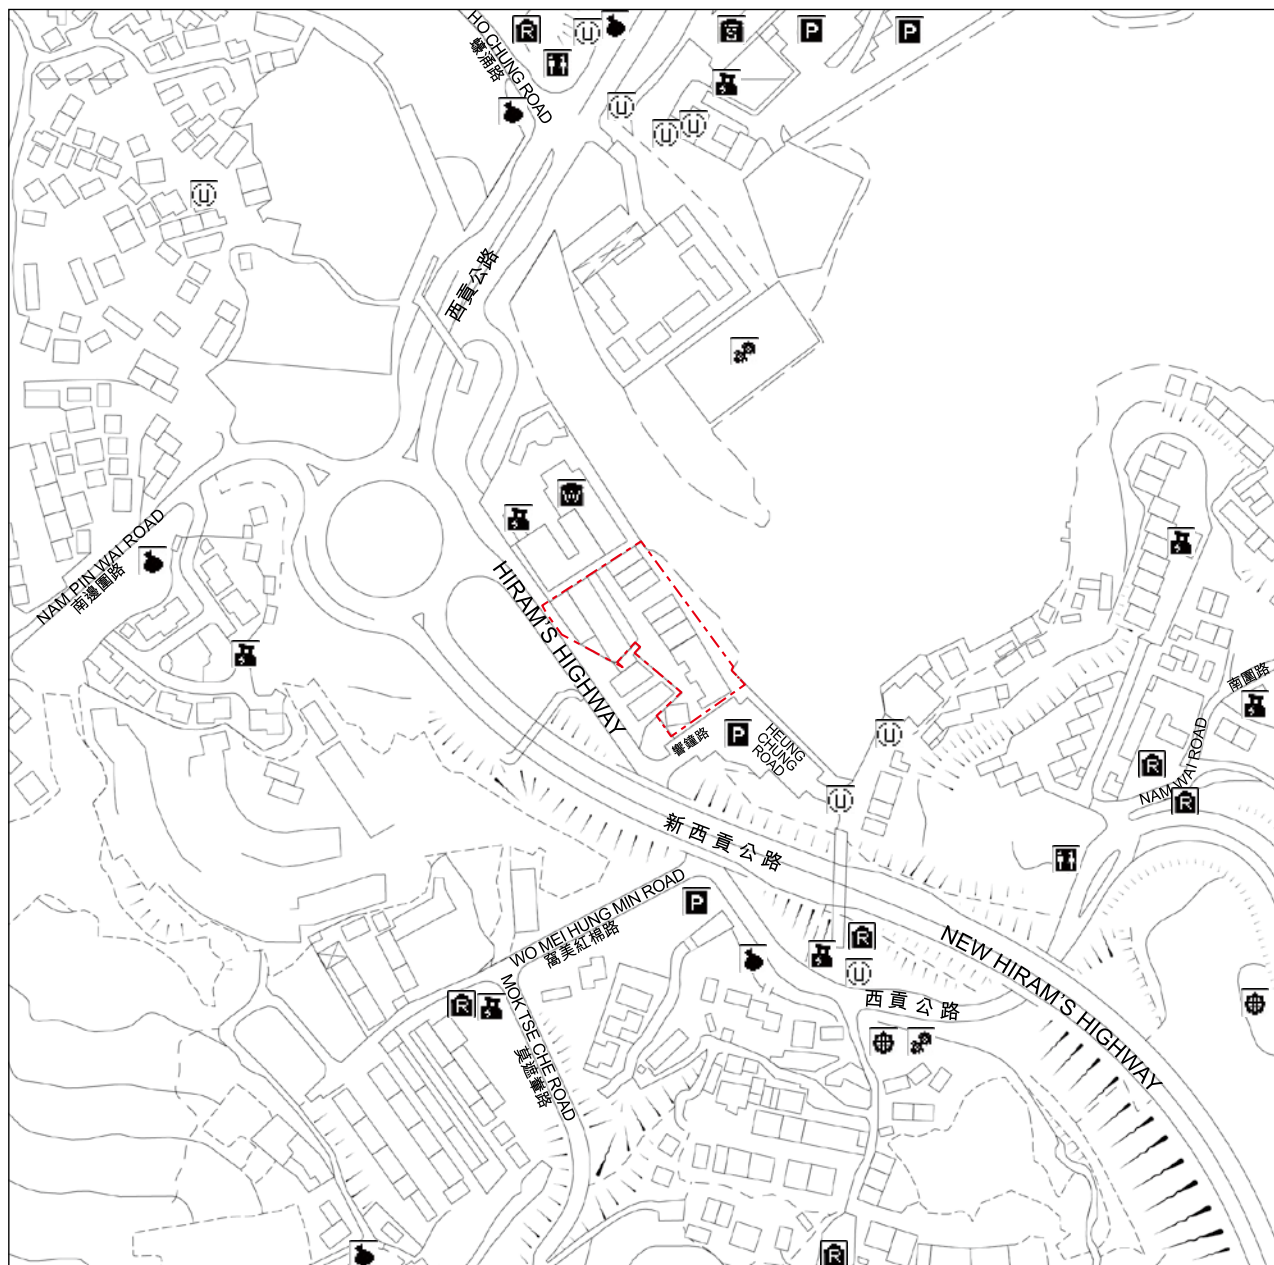 HO CHUNG ROAD
蠔涌路
R
U
S
P
P
U
U
U
U
西貢公路
W
NAM PIN WAI ROAD
南邊圍路
HIRAM'S HIGHWAY
南圍路
NAM WAI ROAD
R
R
響鐘路
P
HEUNG
CHUNG
ROAD
U
U
新西貢公路
WO MEI HUNG MIN ROAD
窩美紅棉路
P
R
U
NEW HIRAM'S HIGHWAY
西貢公路
R
MOK TSE CHE ROAD
莫遮輋路
R